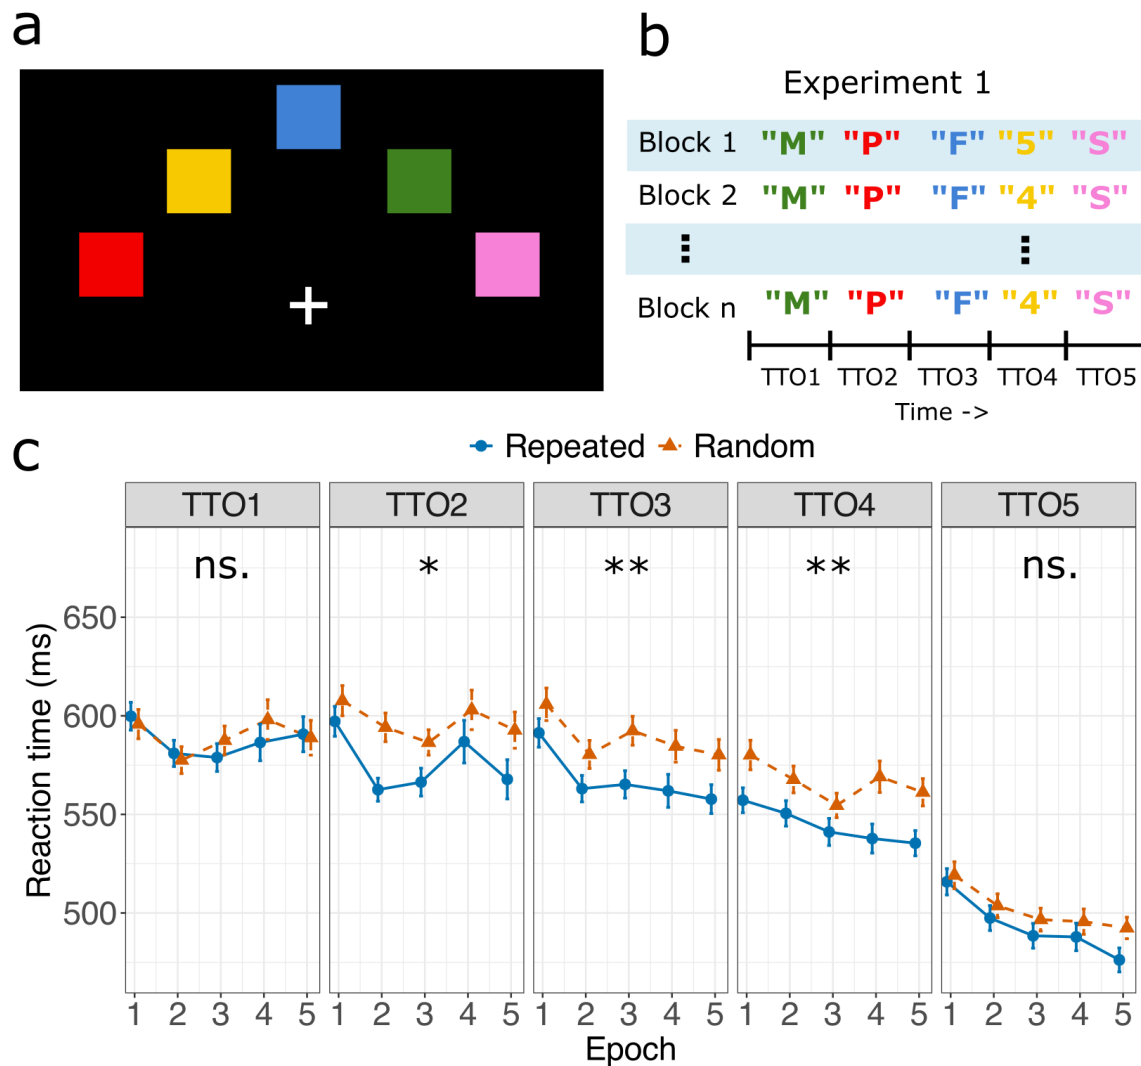 a
b
Experiment 1
Block 1 "M" "P" "F" "5" "S"
Block 2 "M" "P" "F" "4" "S"
Block n "M" "P" "F" "4" "S"
TTO1 TTO2 TTO3 TTO4 TTO5
Time ->
c
Repeated Random
TTO1 TTO2 TTO3 TTO4 TTO5
ns. * ** ** ns.
650
600
550
500
Reaction time (ms)
1 2 3 4 5 1 2 3 4 5 1 2 3 4 5 1 2 3 4 5 1 2 3 4 5
Epoch